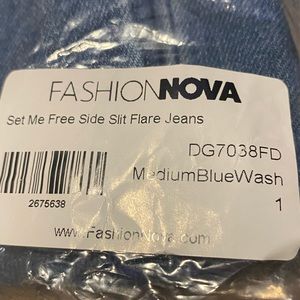 FASHIONNOVA
Set Me Free Side Slit Flare Jeans
DG7038FD
MediumBlueWash
2675638
1
www.FashionNova.com